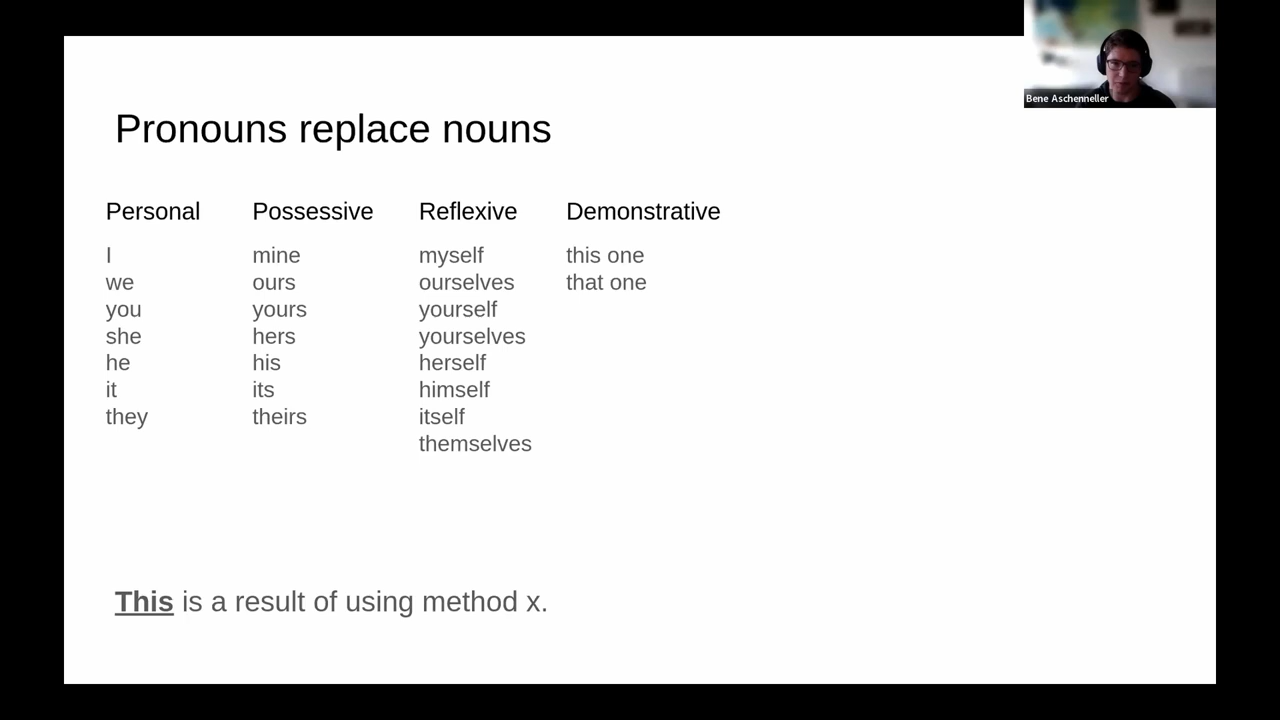 Bene Aschenneller
Pronouns replace nouns
Personal Possessive Reflexive Demonstrative
I mine myself this one
we ours ourselves that one
you yours yourself
she hers yourselves
he his herself
it its himself
they theirs itself
themselves
This is a result of using method x.